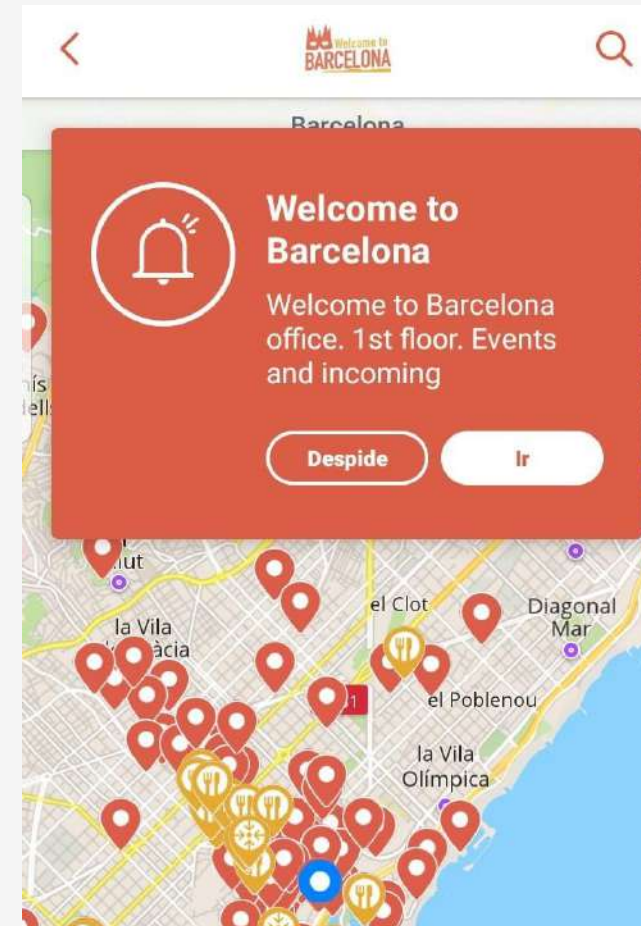 Welcome to
BARCELONA
Barcelona
Welcome to
Barcelona
Welcome to Barcelona
office. 1st floor. Events
and incoming
Despide
Ir
el Clot
Diagonal
Mar
la Vila
el Poblenou
la Vila
Olímpica